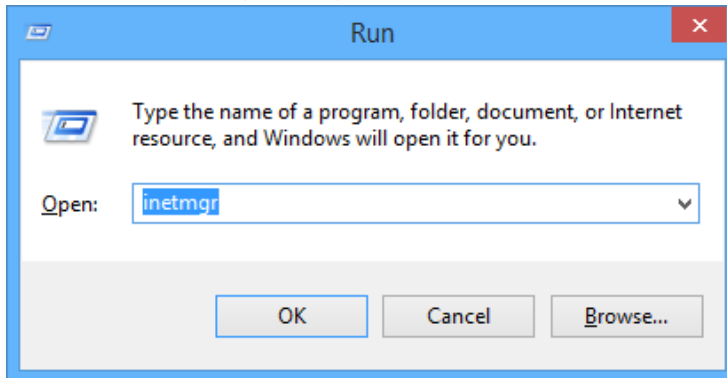 Run
Type the name of a program, folder, document, or Internet
resource, and Windows will open it for you.
Open: inetmgr
OK Cancel Browse...